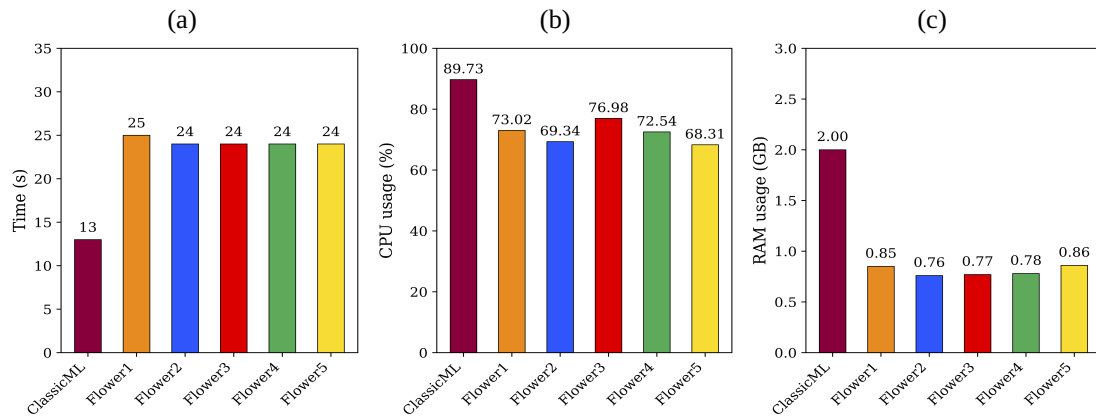 (a)
35
30
25
20
15
10
5
0
Time (s)
13
25
24
24
24
24
ClassicML
Flower1
Flower2
Flower3
Flower4
Flower5
(b)
100
80
60
40
20
0
CPU usage (%)
89.73
73.02
69.34
76.98
72.54
68.31
ClassicML
Flower1
Flower2
Flower3
Flower4
Flower5
(c)
3.0
2.5
2.0
1.5
1.0
0.5
0.0
RAM usage (GB)
2.00
0.85
0.76
0.77
0.78
0.86
ClassicML
Flower1
Flower2
Flower3
Flower4
Flower5